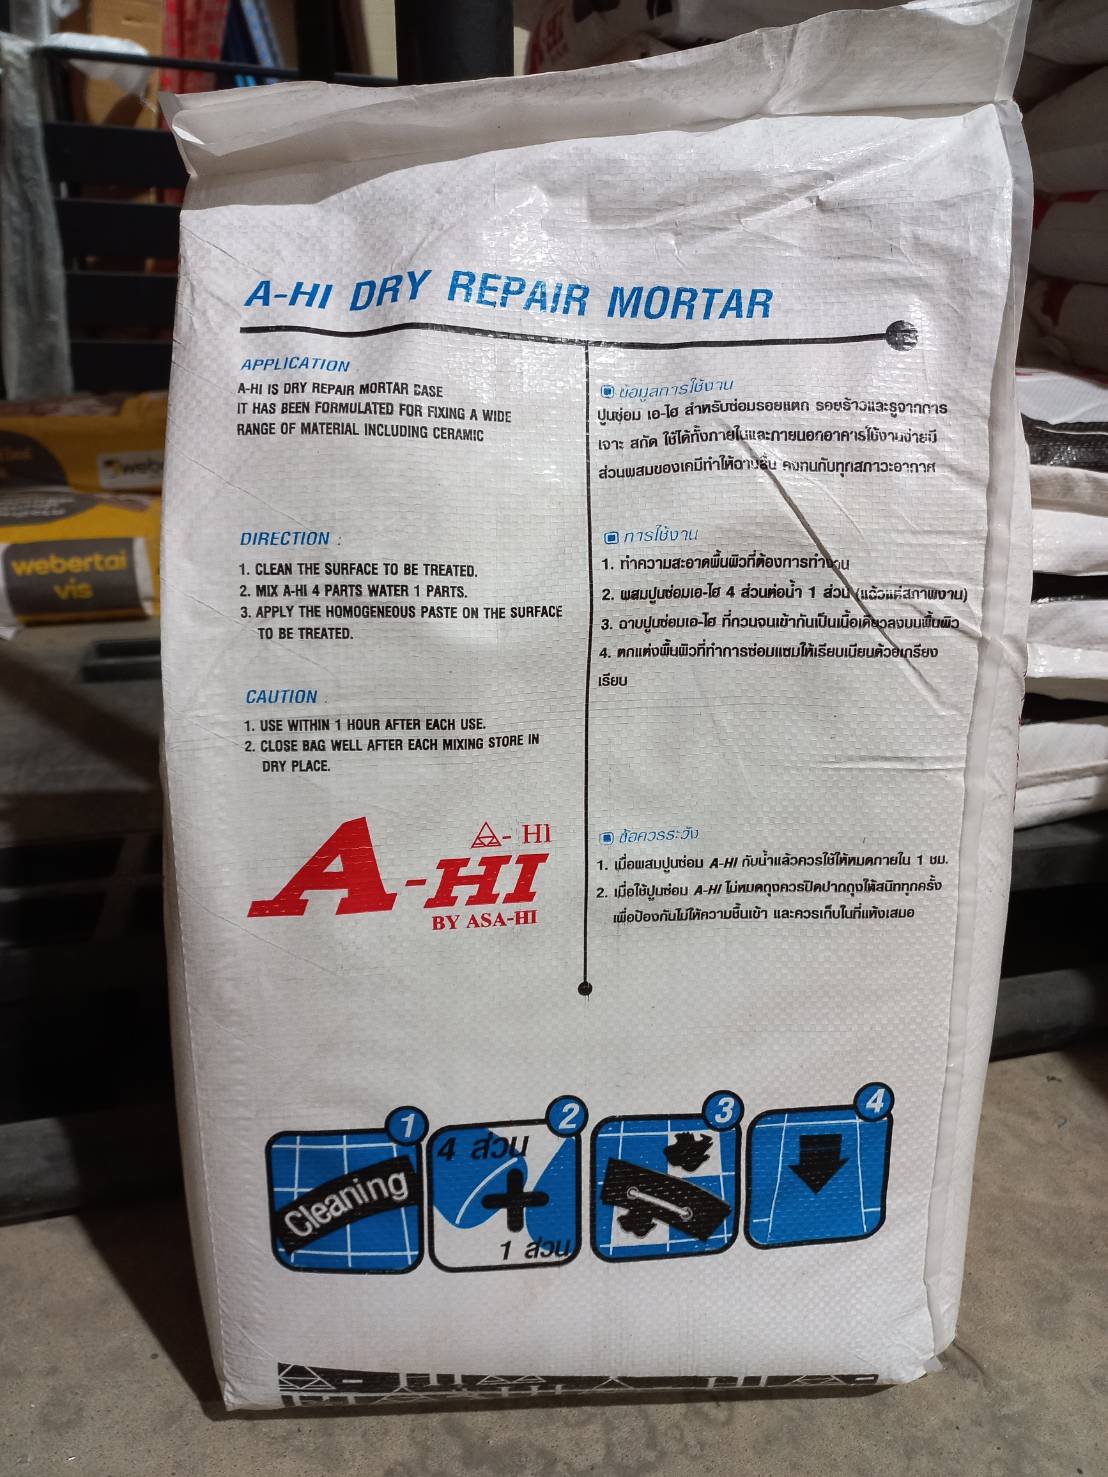 A-HI DRY REPAIR MORTAR
APPLICATION
A-HI IS DRY REPAIR MORTAR CASE
IT HAS BEEN FORMULATED FOR FIXING A WIDE
RANGE OF MATERIAL INCLUDING CERAMIC
DIRECTION :
1. CLEAN THE SURFACE TO BE TREATED.
2. MIX A-HI 4 PARTS WATER 1 PARTS.
3. APPLY THE HOMOGENEOUS PASTE ON THE SURFACE
TO BE TREATED.
CAUTION :
1. USE WITHIN 1 HOUR AFTER EACH USE.
2. CLOSE BAG WELL AFTER EACH MIXING STORE IN
DRY PLACE.
A-HI
A-HI
BY ASA-HI
ข้อมูลการใช้งาน
ปูนซ่อม เอ-ไฮ สำหรับซ่อมรอยแตก รอยร้าวและรูจากการ
เจาะ สกัด ใช้ได้ทั้งภายในและภายนอกอาคารใช้งานง่ายมี
ส่วนผสมของเคมีทำให้ฉาบลื่น คงทนกับทุกสภาวะอากาศ
การใช้งาน
1. ทำความสะอาดพื้นผิวที่ต้องการทำงาน
2. ผสมปูนซ่อมเอ-ไฮ 4 ส่วนต่อน้ำ 1 ส่วน (แล้วแต่สภาพงาน)
3. ฉาบปูนซ่อมเอ-ไฮ ที่กวนจนเข้ากันเป็นเนื้อเดียวลงบนพื้นผิว
4. ตกแต่งพื้นผิวที่ทำการซ่อมแซมให้เรียบเนียนด้วยเกรียง
เรียบ
ข้อควรระวัง
1. เมื่อผสมปูนซ่อม A-HI กับน้ำแล้วควรใช้ให้หมดภายใน 1 ชม.
2. เมื่อใช้ปูนซ่อม A-HI ไม่หมดถุงควรปิดปากถุงให้สนิททุกครั้ง
เพื่อป้องกันไม่ให้ความชื้นเข้า และควรเก็บในที่แห้งเสมอ
1
Cleaning
2
4 ส่วน
+
1 ส่วน
3
4
webertai
vis